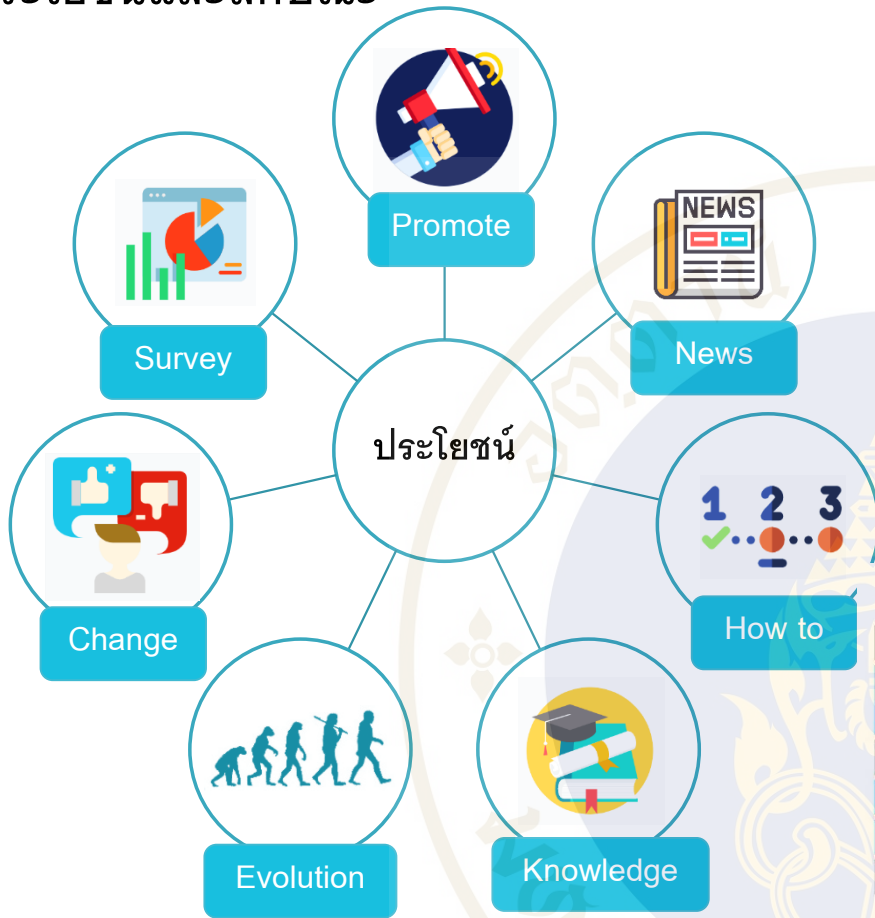 Promote
NEWS
News
Survey
ประโยชน์
1 2 3
How to
Change
Evolution
Knowledge